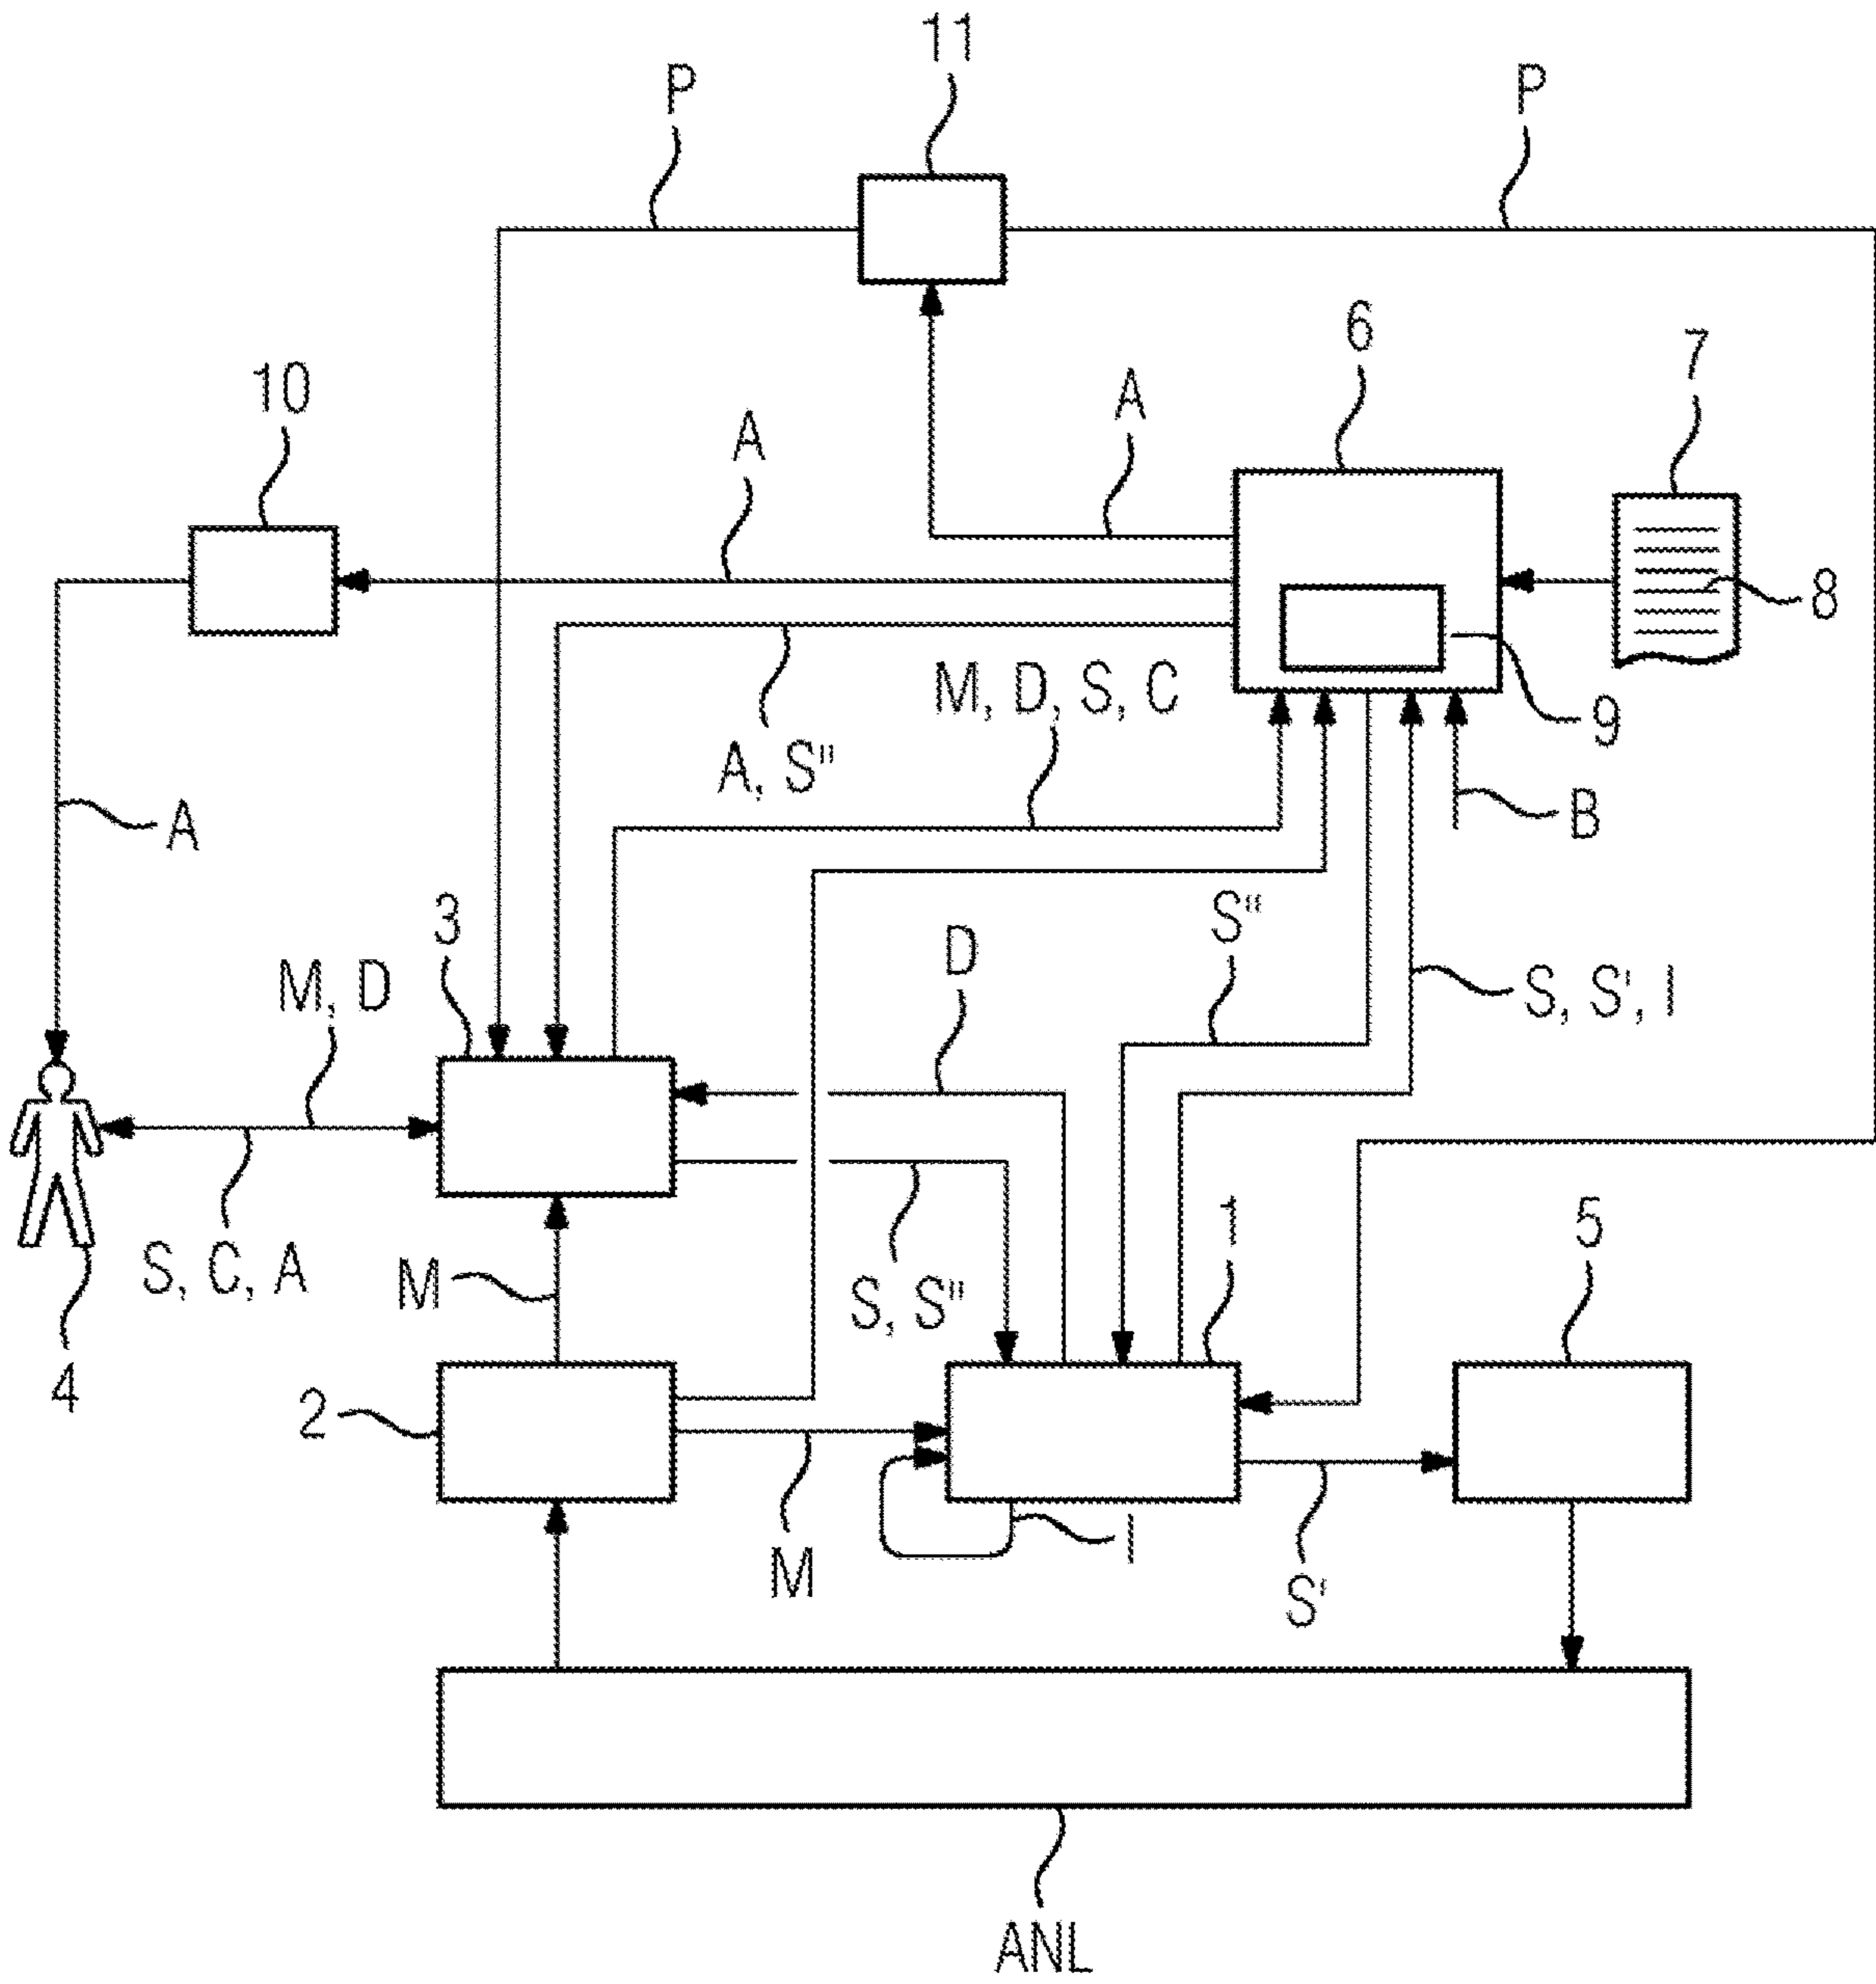 11
P
P
6
7
10
A
A
8
M, D, S, C
9
A, S"
B
A
3
S"
D
M, D
S, S', I
1
5
S, C, A
M
S, S"
4
2
I
M
S'
ANL